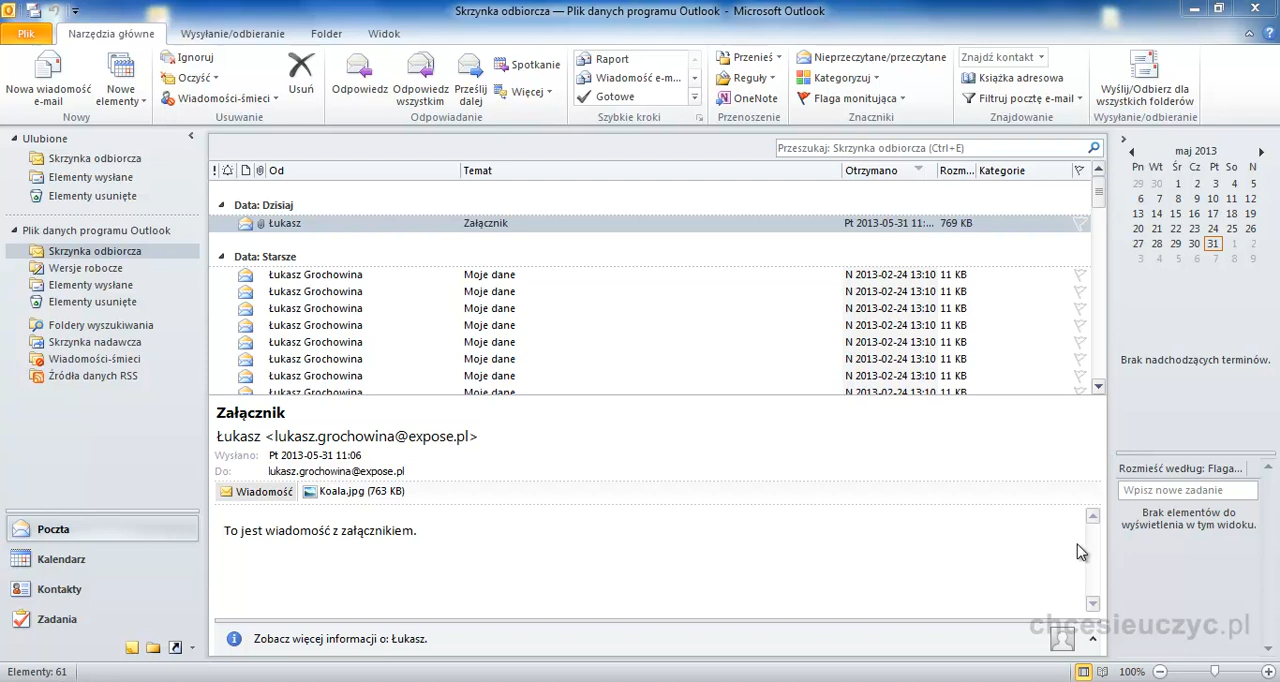 Skrzynka odbiorcza — Plik danych programu Outlook - Microsoft Outlook
Plik Narzędzia główne Wysyłanie/odbieranie Folder Widok
Nowa wiadomość e-mail
Nowe elementy
Nowy
Ignoruj
Oczyść
Wiadomości-śmieci
Usuń
Usuwanie
Odpowiedz
Odpowiedz wszystkim
Prześlij dalej
Spotkanie
Więcej
Odpowiadanie
Raport
Wiadomość e-m...
Gotowe
Szybkie kroki
Przenieś
Reguły
OneNote
Przenoszenie
Nieprzeczytane/przeczytane
Kategoryzuj
Flaga monitująca
Znaczniki
Znajdź kontakt
Książka adresowa
Filtruj pocztę e-mail
Znajdowanie
Wyślij/Odbierz dla wszystkich folderów
Wysyłanie/odbieranie
Ulubione
Skrzynka odbiorcza
Elementy wysłane
Elementy usunięte
Plik danych programu Outlook
Skrzynka odbiorcza
Wersje robocze
Elementy wysłane
Elementy usunięte
Foldery wyszukiwania
Skrzynka nadawcza
Wiadomości-śmieci
Źródła danych RSS
Poczta
Kalendarz
Kontakty
Zadania
Przeszukaj: Skrzynka odbiorcza (Ctrl+E)
Od Temat Otrzymano Rozm... Kategorie
Data: Dzisiaj
Łukasz Załącznik Pt 2013-05-31 11:... 769 KB
Data: Starsze
Łukasz Grochowina Moje dane N 2013-02-24 13:10 11 KB
Łukasz Grochowina Moje dane N 2013-02-24 13:10 11 KB
Łukasz Grochowina Moje dane N 2013-02-24 13:10 11 KB
Łukasz Grochowina Moje dane N 2013-02-24 13:10 11 KB
Łukasz Grochowina Moje dane N 2013-02-24 13:10 11 KB
Łukasz Grochowina Moje dane N 2013-02-24 13:10 11 KB
Łukasz Grochowina Moje dane N 2013-02-24 13:10 11 KB
Łukasz Grochowina Moje dane N 2013-02-24 13:10 11 KB
Załącznik
Łukasz <lukasz.grochowina@expose.pl>
Wysłano: Pt 2013-05-31 11:06
Do: lukasz.grochowina@expose.pl
Wiadomość Koala.jpg (763 KB)
To jest wiadomość z załącznikiem.
Zobacz więcej informacji o: Łukasz.
maj 2013
Pn Wt Śr Cz Pt So N
29 30 1 2 3 4 5
6 7 8 9 10 11 12
13 14 15 16 17 18 19
20 21 22 23 24 25 26
27 28 29 30 31 1 2
3 4 5 6 7 8 9
Brak nadchodzących terminów.
Rozmieść według: Flaga...
Wpisz nowe zadanie
Brak elementów do
wyświetlenia w tym widoku.
chcesieuczyc.pl
Elementy: 61
100%